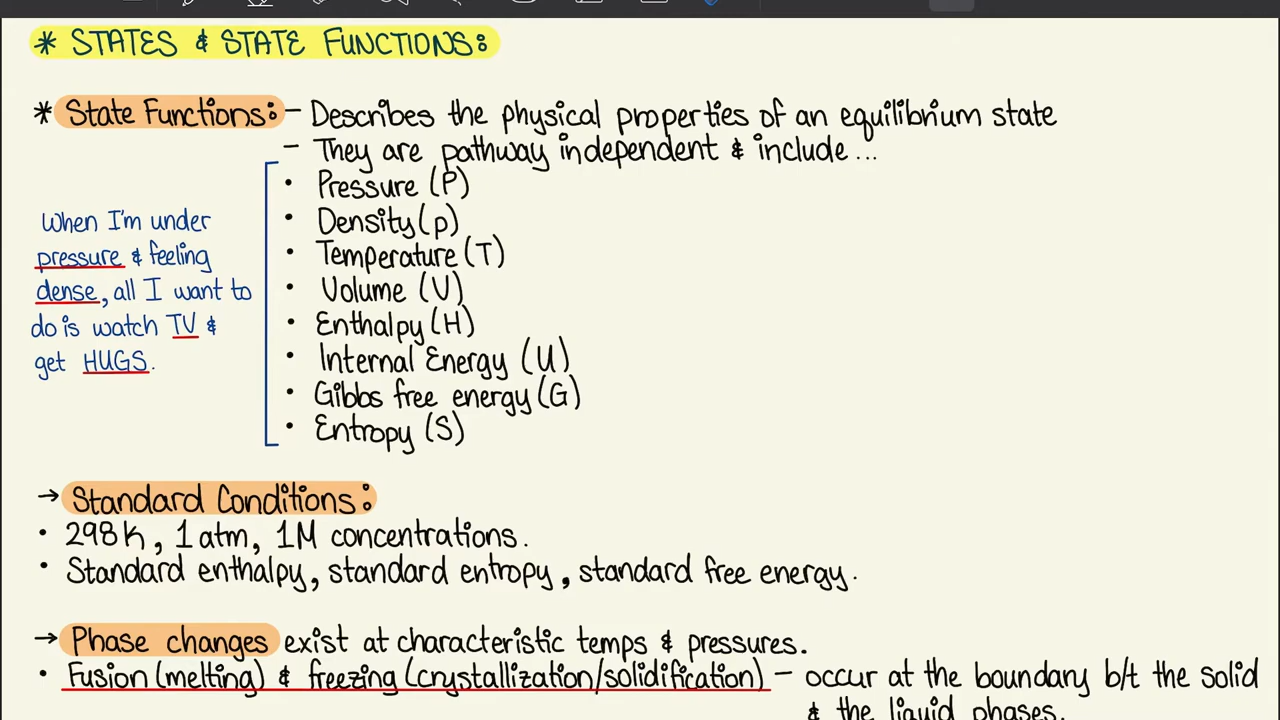 * STATES & STATE FUNCTIONS:
* State Functions: – Describes the physical properties of an equilibrium state
– They are pathway independent & include...
• Pressure (P)
• Density (p)
• Temperature (T)
• Volume (V)
• Enthalpy (H)
• Internal Energy (U)
• Gibbs free energy (G)
• Entropy (S)
When I'm under
pressure & feeling
dense, all I want to
do is watch TV &
get HUGS.
→ Standard Conditions:
• 298K, 1 atm, 1M concentrations.
• Standard enthalpy, standard entropy, standard free energy.
→ Phase changes exist at characteristic temps & pressures.
• Fusion (melting) & freezing (crystallization/solidification) – occur at the boundary b/t the solid
& the liquid phases.